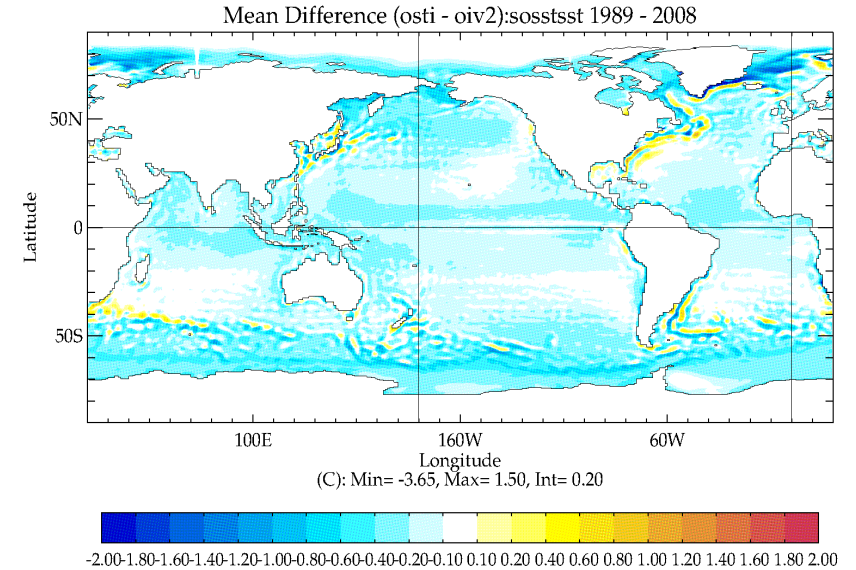 Mean Difference (osti - oiv2):sosstsst 1989 - 2008
Latitude
50N
0
50S
100E 160W 60W
Longitude
(C): Min= -3.65, Max= 1.50, Int= 0.20
-2.00-1.80-1.60-1.40-1.20-1.00-0.80-0.60-0.40-0.20-0.10 0.10 0.20 0.40 0.60 0.80 1.00 1.20 1.40 1.60 1.80 2.00